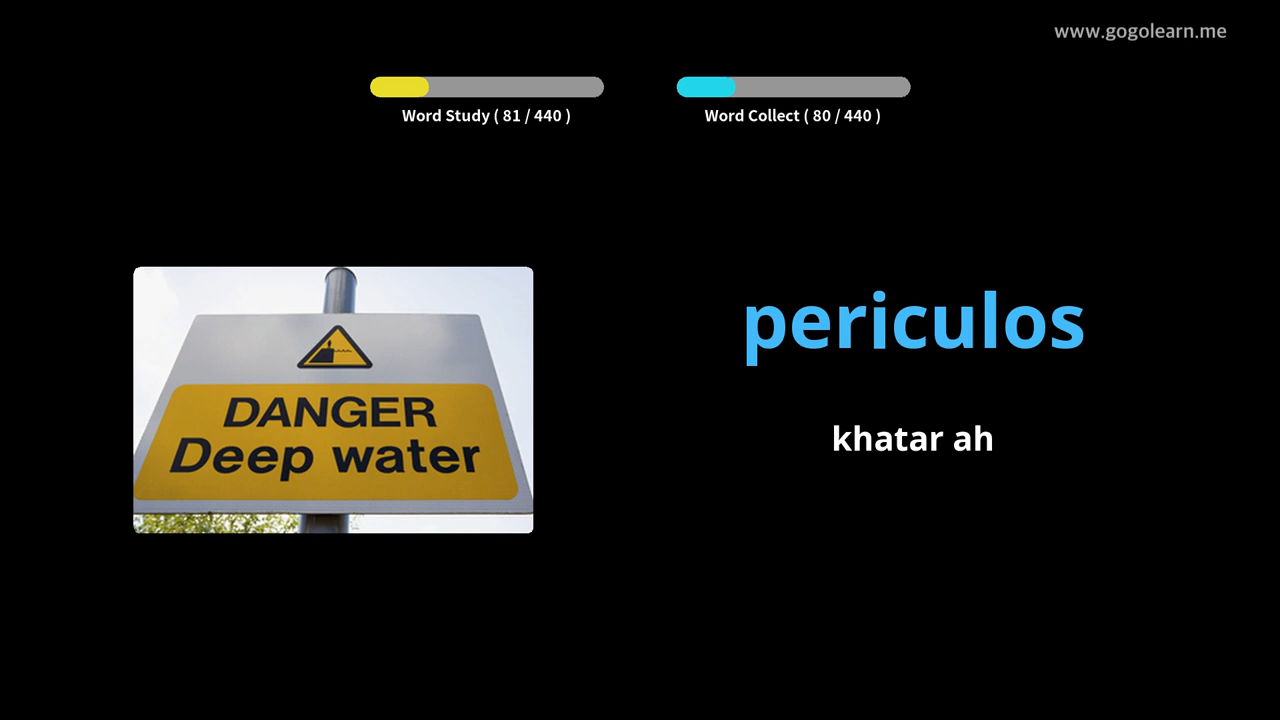 www.gogolearn.me
Word Study ( 81 / 440 )
Word Collect ( 80 / 440 )
DANGER
Deep water
periculos
khatar ah